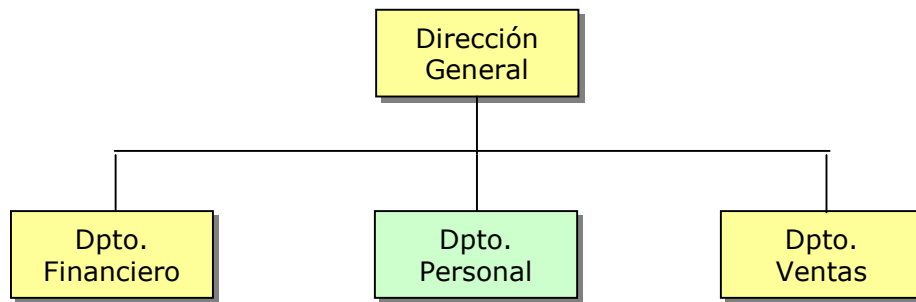 Dirección
General
Dpto.
Financiero
Dpto.
Personal
Dpto.
Ventas